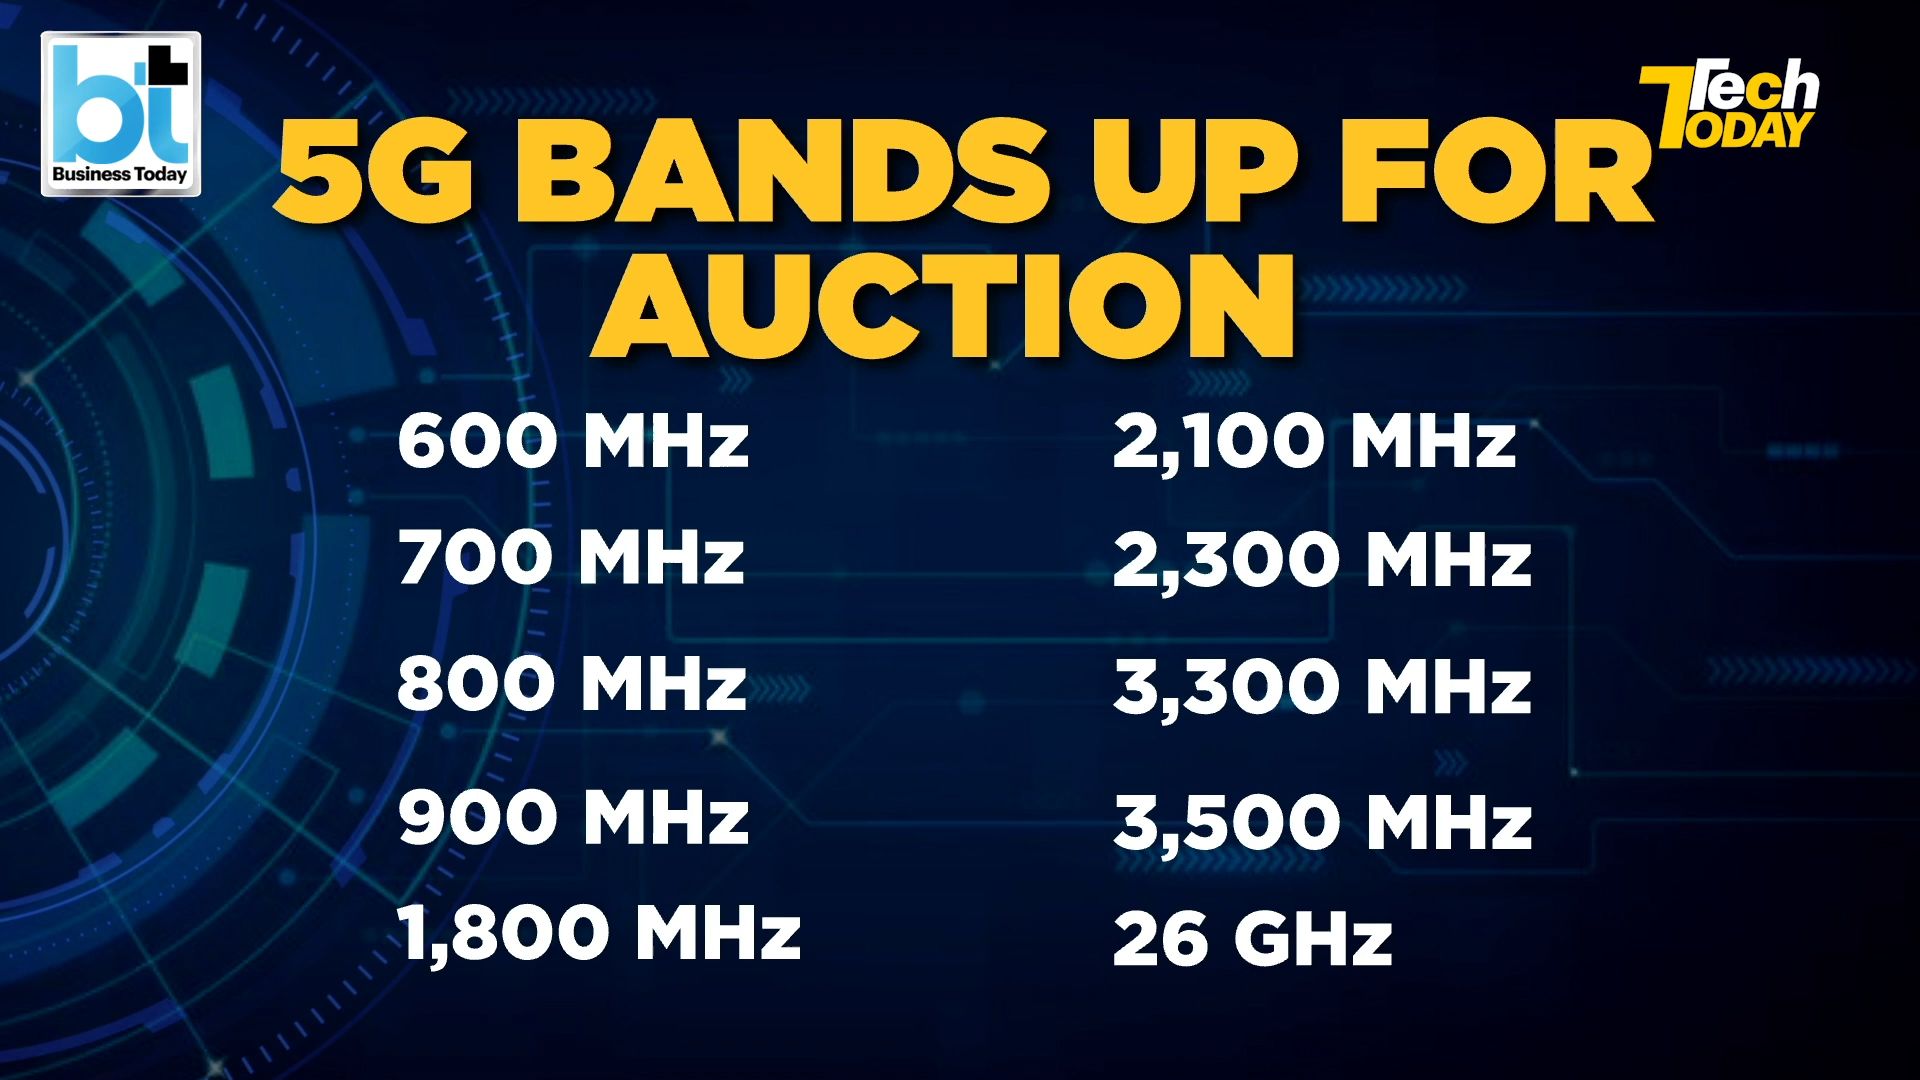 bt
Business Today
Tech
TODAY
5G BANDS UP FOR
AUCTION
600 MHz
700 MHz
800 MHz
900 MHz
1,800 MHz
2,100 MHz
2,300 MHz
3,300 MHz
3,500 MHz
26 GHz